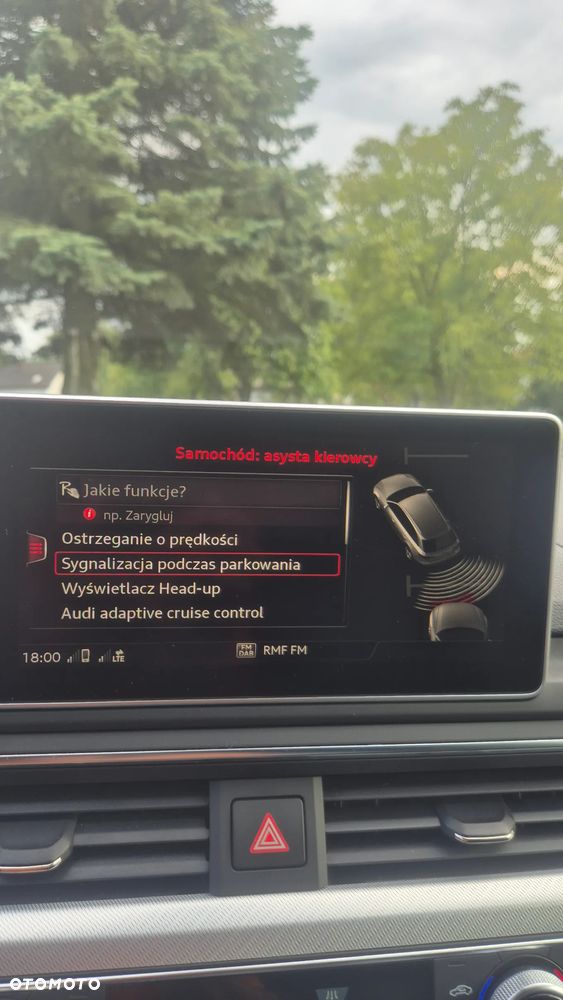 Samochód: asysta kierowcy
Jakie funkcje?
np. Zarygluj
Ostrzeganie o prędkości
Sygnalizacja podczas parkowania
Wyświetlacz Head-up
Audi adaptive cruise control
18:00 LTE FM DAB RMF FM
OTOMOTO